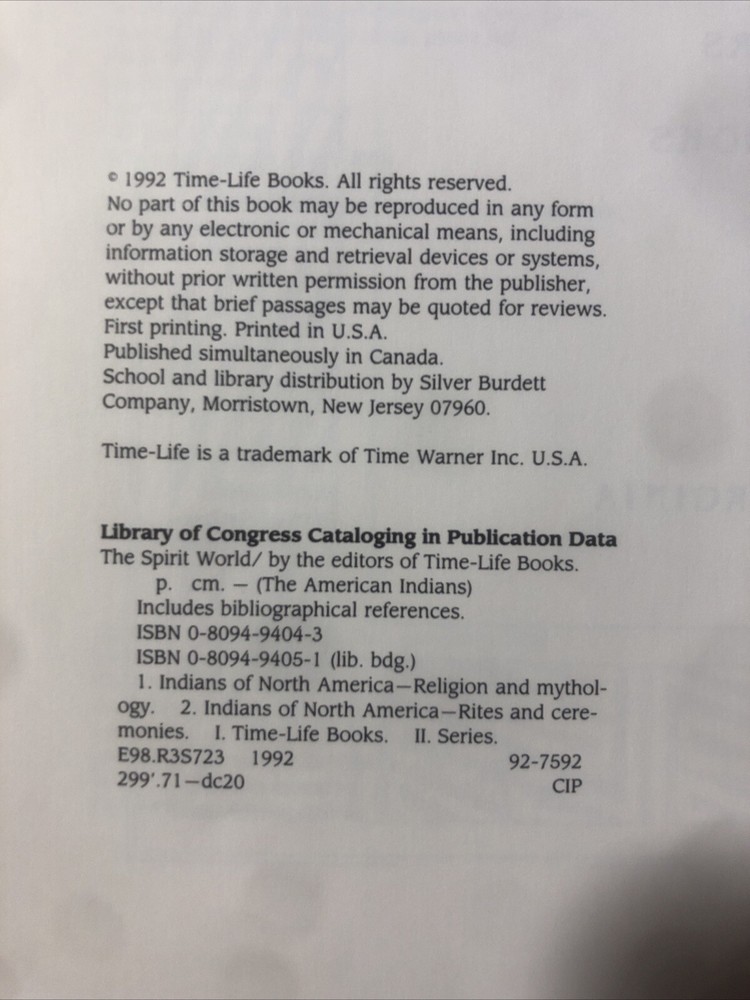 © 1992 Time-Life Books. All rights reserved.
No part of this book may be reproduced in any form
or by any electronic or mechanical means, including
information storage and retrieval devices or systems,
without prior written permission from the publisher,
except that brief passages may be quoted for reviews.
First printing. Printed in U.S.A.
Published simultaneously in Canada.
School and library distribution by Silver Burdett
Company, Morristown, New Jersey 07960.
Time-Life is a trademark of Time Warner Inc. U.S.A.
Library of Congress Cataloging in Publication Data
The Spirit World/ by the editors of Time-Life Books.
p. cm. — (The American Indians)
Includes bibliographical references.
ISBN 0-8094-9404-3
ISBN 0-8094-9405-1 (lib. bdg.)
1. Indians of North America—Religion and mythol-
ogy. 2. Indians of North America—Rites and cere-
monies. I. Time-Life Books. II. Series.
E98.R3S723 1992 92-7592
299'.71—dc20 CIP